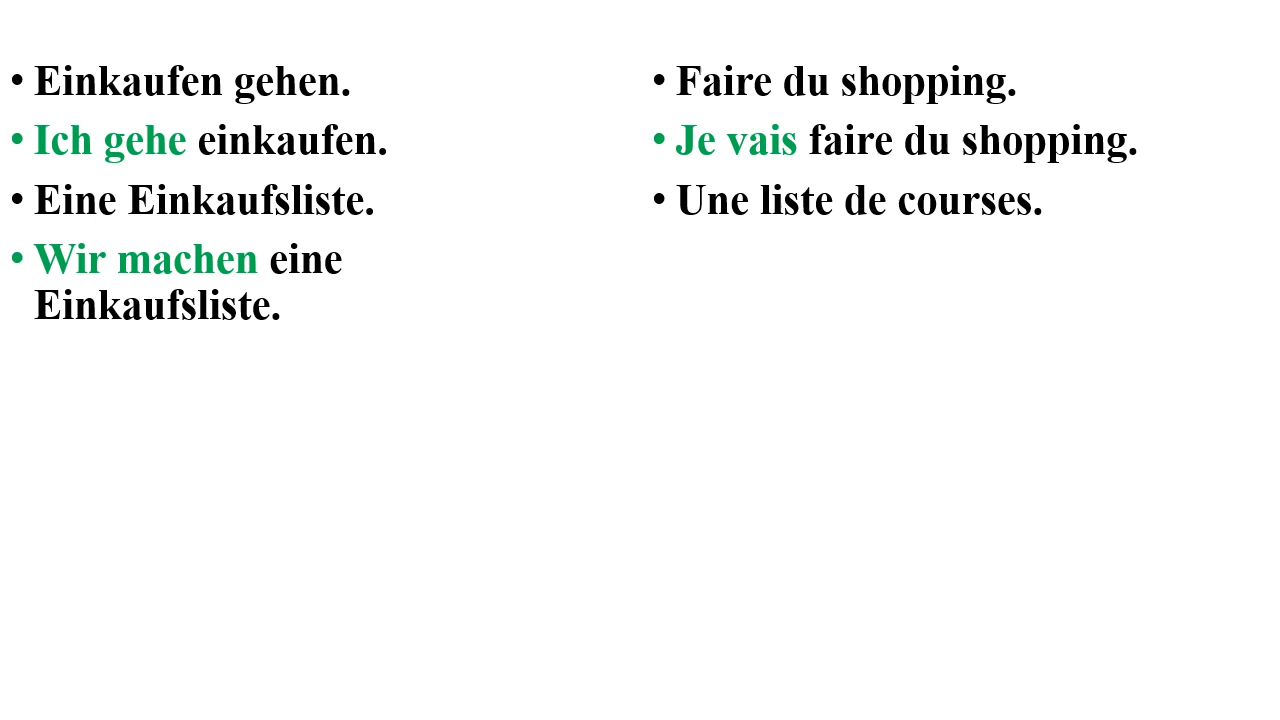 • Einkaufen gehen.
• Ich gehe einkaufen.
• Eine Einkaufsliste.
• Wir machen eine
Einkaufsliste.
• Faire du shopping.
• Je vais faire du shopping.
• Une liste de courses.